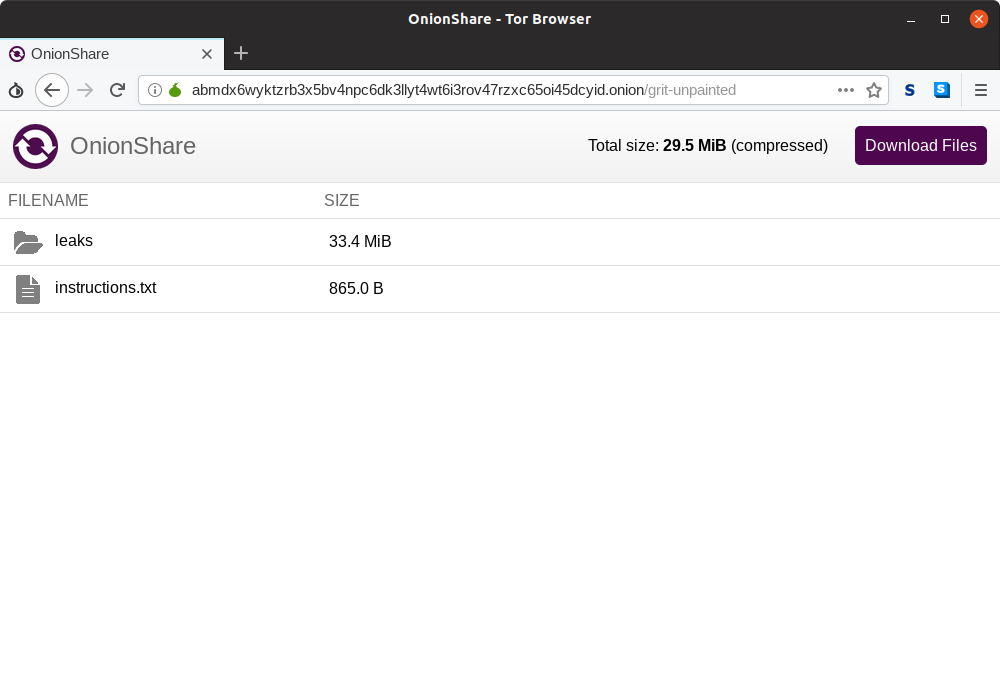 OnionShare - Tor Browser
OnionShare
abmdx6wyktzrb3x5bv4npc6dk3llyt4wt6i3rov47rzxc65oi45dcyid.onion/grit-unpainted
S S
OnionShare Total size: 29.5 MiB (compressed) Download Files
FILENAME SIZE
leaks 33.4 MiB
instructions.txt 865.0 B